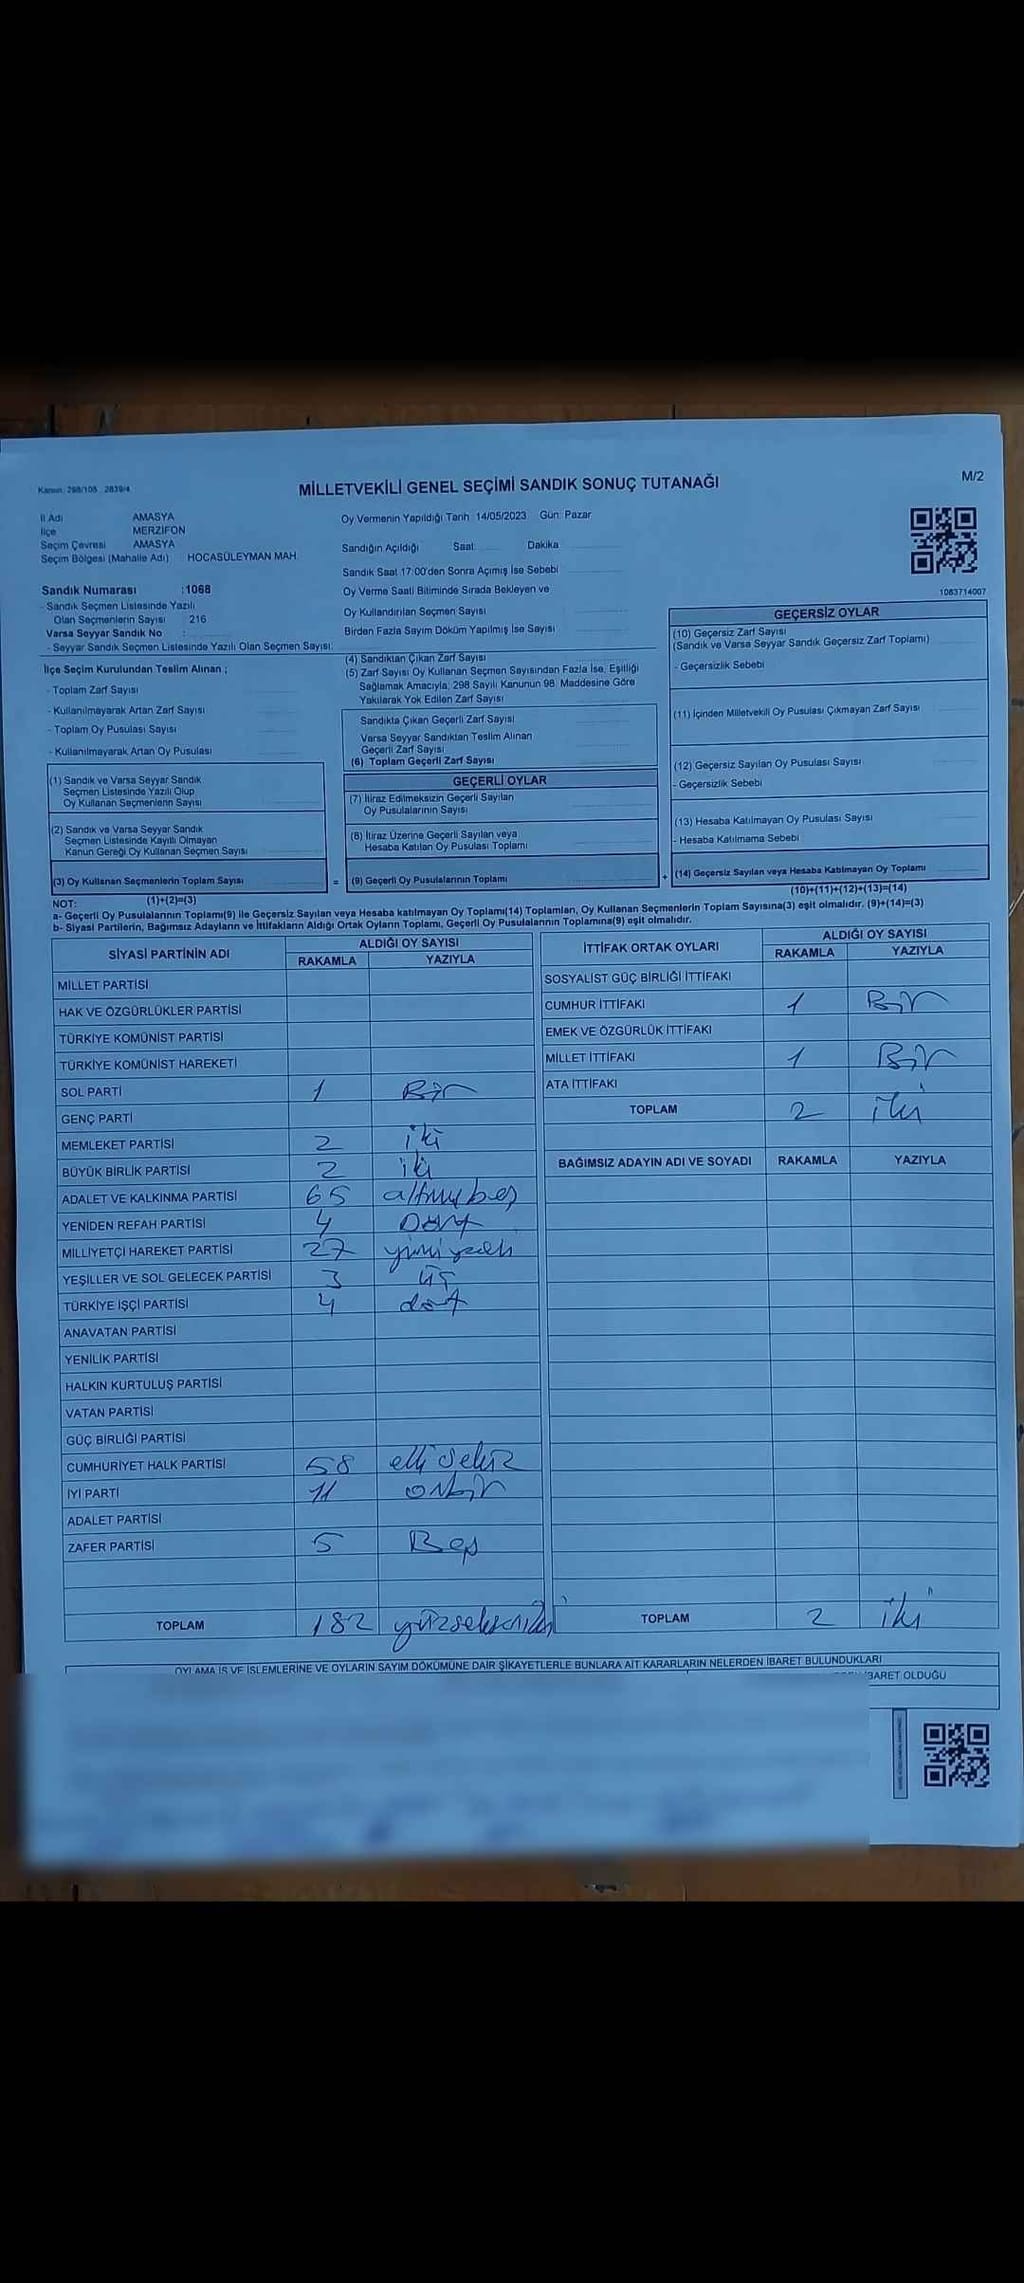 Kanun: 298/105 2839/4
MİLLETVEKİLİ GENEL SEÇİMİ SANDIK SONUÇ TUTANAĞI
M/2
İl Adı AMASYA
İlçe MERZİFON
Seçim Çevresi AMASYA
Seçim Bölgesi (Mahalle Adı) HOCASÜLEYMAN MAH.
Sandık Numarası :1068
- Sandık Seçmen Listesinde Yazılı
Olan Seçmenlerin Sayısı 216
Varsa Seyyar Sandık No :
- Seyyar Sandık Seçmen Listesinde Yazılı Olan Seçmen Sayısı:
Oy Vermenin Yapıldığı Tarih: 14/05/2023 Gün: Pazar
Sandığın Açıldığı Saat: Dakika
Sandık Saat 17:00'den Sonra Açımış İse Sebebi
Oy Verme Saati Bitiminde Sırada Bekleyen ve
Oy Kullandırılan Seçmen Sayısı
Birden Fazla Sayım Döküm Yapılmış İse Sayısı
1083714007
İlçe Seçim Kurulundan Teslim Alınan ;
- Toplam Zarf Sayısı
- Kullanılmayarak Artan Zarf Sayısı
- Toplam Oy Pusulası Sayısı
- Kullanılmayarak Artan Oy Pusulası
(1) Sandık ve Varsa Seyyar Sandık
Seçmen Listesinde Yazılı Olup
Oy Kullanan Seçmenlerin Sayısı
(2) Sandık ve Varsa Seyyar Sandık
Seçmen Listesinde Kayıtlı Olmayan
Kanun Gereği Oy Kullanan Seçmen Sayısı
(3) Oy Kullanan Seçmenlerin Toplam Sayısı
(1)+(2)=(3)
(4) Sandıktan Çıkan Zarf Sayısı
(5) Zarf Sayısı Oy Kullanan Seçmen Sayısından Fazla İse, Eşitliği
Sağlamak Amacıyla, 298 Sayılı Kanunun 98. Maddesine Göre
Yakılarak Yok Edilen Zarf Sayısı
Sandıkta Çıkan Geçerli Zarf Sayısı
Varsa Seyyar Sandıktan Teslim Alınan
Geçerli Zarf Sayısı
(6) Toplam Geçerli Zarf Sayısı
GEÇERLİ OYLAR
(7) İtiraz Edilmeksizin Geçerli Sayılan
Oy Pusulalarının Sayısı
(8) İtiraz Üzerine Geçerli Sayılan veya
Hesaba Katılan Oy Pusulası Toplamı
= (9) Geçerli Oy Pusulalarının Toplamı
GEÇERSİZ OYLAR
(10) Geçersiz Zarf Sayısı
(Sandık ve Varsa Seyyar Sandık Geçersiz Zarf Toplamı)
- Geçersizlik Sebebi
(11) İçinden Milletvekili Oy Pusulası Çıkmayan Zarf Sayısı
(12) Geçersiz Sayılan Oy Pusulası Sayısı
- Geçersizlik Sebebi
(13) Hesaba Katılmayan Oy Pusulası Sayısı
- Hesaba Katılmama Sebebi
+ (14) Geçersiz Sayılan veya Hesaba Katılmayan Oy Toplamı
(10)+(11)+(12)+(13)=(14)
NOT:
a- Geçerli Oy Pusulalarının Toplamı(9) ile Geçersiz Sayılan veya Hesaba katılmayan Oy Toplamı(14) Toplamları, Oy Kullanan Seçmenlerin Toplam Sayısına(3) eşit olmalıdır. (9)+(14)=(3)
b- Siyasi Partilerin, Bağımsız Adayların ve İttifakların Aldığı Ortak Oyların Toplamı, Geçerli Oy Pusulalarının Toplamına(9) eşit olmalıdır.
SİYASİ PARTİNİN ADI ALDIĞI OY SAYISI
RAKAMLA YAZIYLA
MİLLET PARTİSİ
HAK VE ÖZGÜRLÜKLER PARTİSİ
TÜRKİYE KOMÜNİST PARTİSİ
TÜRKİYE KOMÜNİST HAREKETİ
SOL PARTİ 1 Bir
GENÇ PARTİ
MEMLEKET PARTİSİ 2 iki
BÜYÜK BİRLİK PARTİSİ 2 iki
ADALET VE KALKINMA PARTİSİ 65 altmışbeş
YENİDEN REFAH PARTİSİ 4 Dört
MİLLİYETÇİ HAREKET PARTİSİ 27 yirmiyedi
YEŞİLLER VE SOL GELECEK PARTİSİ 3 üç
TÜRKİYE İŞÇİ PARTİSİ 4 dört
ANAVATAN PARTİSİ
YENİLİK PARTİSİ
HALKIN KURTULUŞ PARTİSİ
VATAN PARTİSİ
GÜÇ BİRLİĞİ PARTİSİ
CUMHURİYET HALK PARTİSİ 58 elli sekiz
İYİ PARTİ 11 onbir
ADALET PARTİSİ
ZAFER PARTİSİ 5 Beş
TOPLAM 182 yüzsekseniki
İTTİFAK ORTAK OYLARI ALDIĞI OY SAYISI
RAKAMLA YAZIYLA
SOSYALİST GÜÇ BİRLİĞİ İTTİFAKI
CUMHUR İTTİFAKI 1 Bir
EMEK VE ÖZGÜRLÜK İTTİFAKI
MİLLET İTTİFAKI 1 Bir
ATA İTTİFAKI
TOPLAM 2 iki
BAĞIMSIZ ADAYIN ADI VE SOYADI RAKAMLA YAZIYLA
TOPLAM 2 iki
OYLAMA İŞ VE İŞLEMLERİNE VE OYLARIN SAYIM DÖKÜMÜNE DAİR ŞİKAYETLERLE BUNLARA AİT KARARLARIN NELERDEN İBARET BULUNDUKLARI
İBARET OLDUĞU